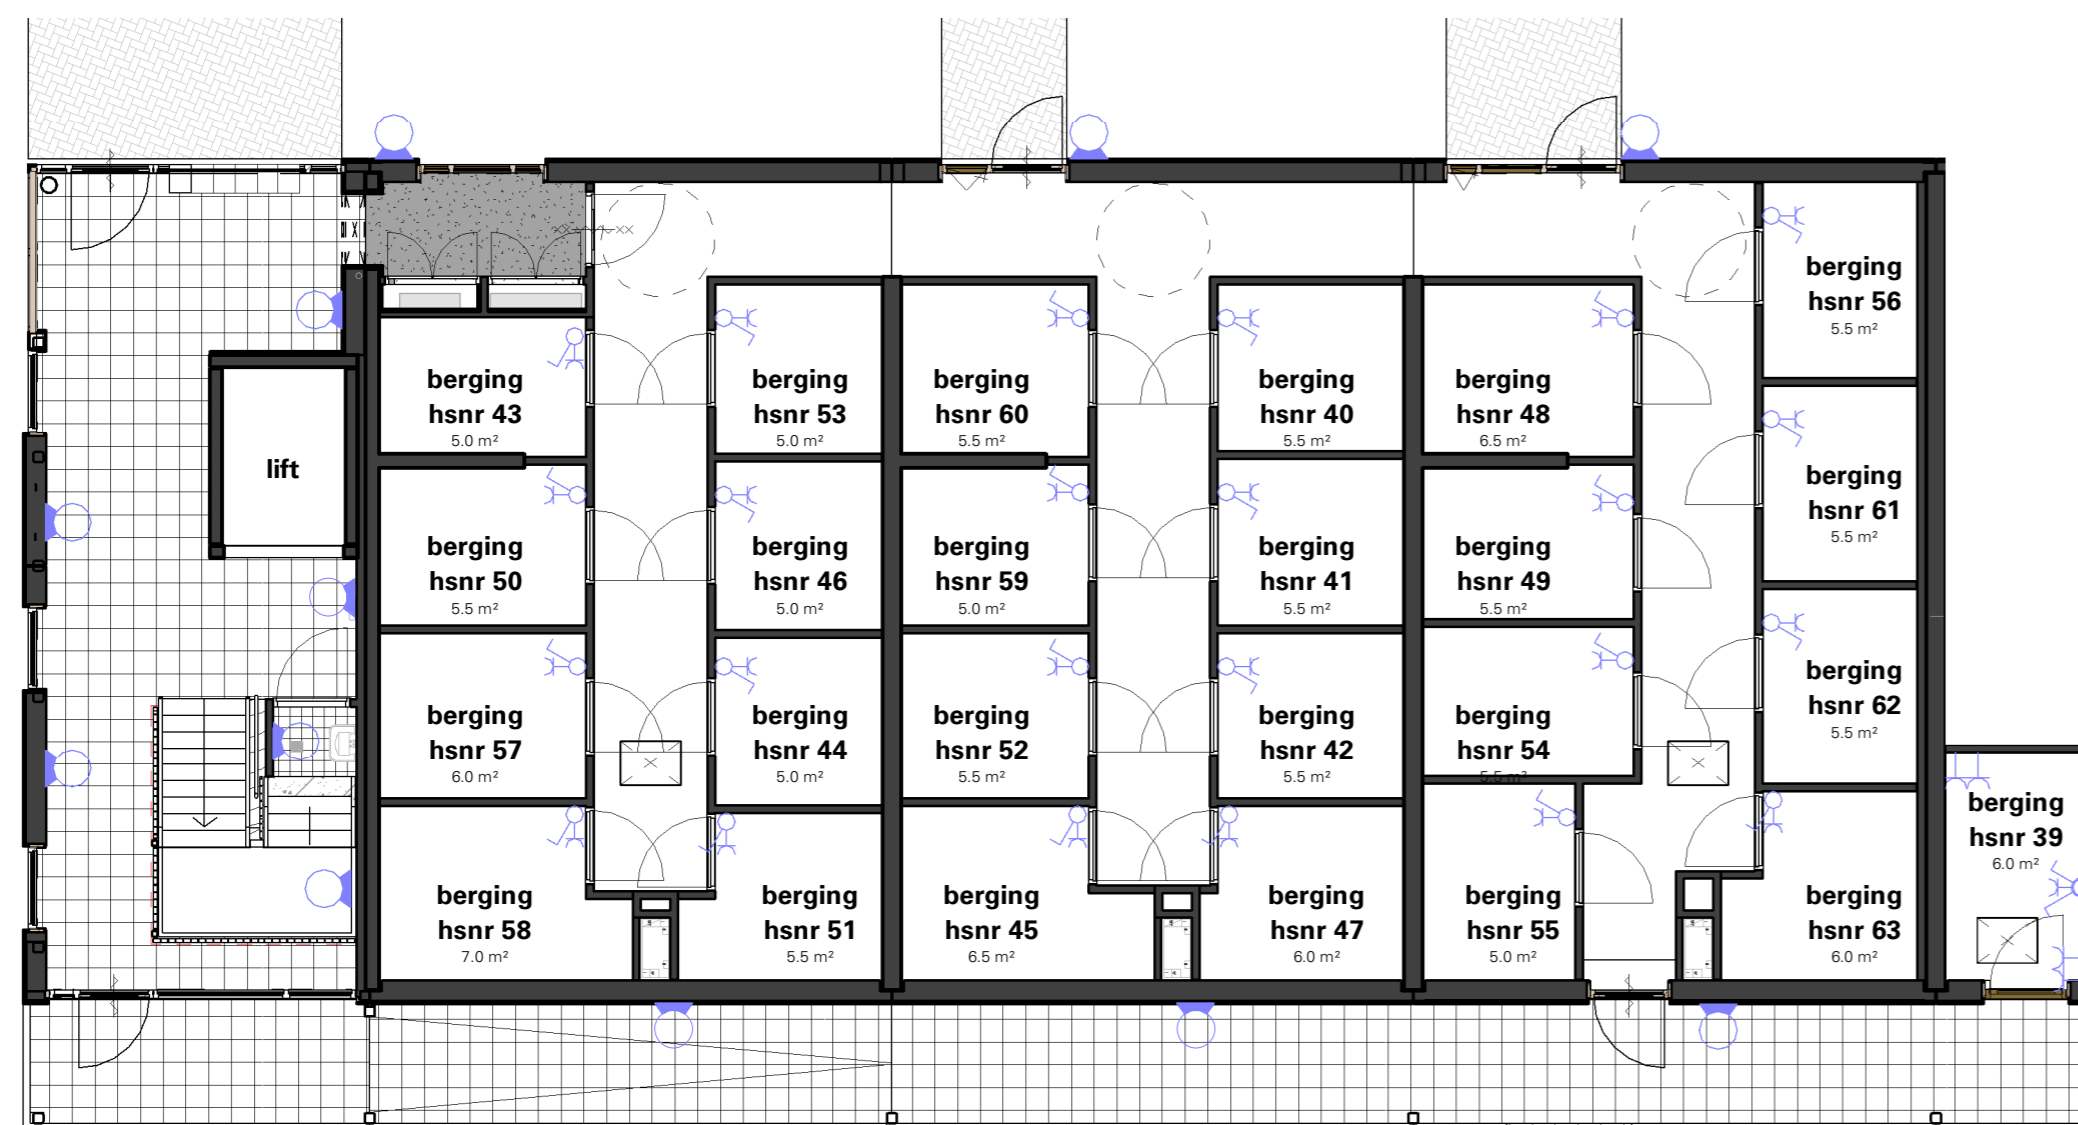 berging
hsnr 56
5.5 m²
berging
hsnr 43
5.0 m²
berging
hsnr 53
5.0 m²
berging
hsnr 60
5.5 m²
berging
hsnr 40
5.5 m²
berging
hsnr 48
6.5 m²
lift
berging
hsnr 61
5.5 m²
berging
hsnr 50
5.5 m²
berging
hsnr 46
5.0 m²
berging
hsnr 59
5.0 m²
berging
hsnr 41
5.5 m²
berging
hsnr 49
5.5 m²
berging
hsnr 62
5.5 m²
berging
hsnr 57
6.0 m²
berging
hsnr 44
5.0 m²
berging
hsnr 52
5.5 m²
berging
hsnr 42
5.5 m²
berging
hsnr 54
5.5 m²
berging
hsnr 39
6.0 m²
berging
hsnr 58
7.0 m²
berging
hsnr 51
5.5 m²
berging
hsnr 45
6.5 m²
berging
hsnr 47
6.0 m²
berging
hsnr 55
5.0 m²
berging
hsnr 63
6.0 m²